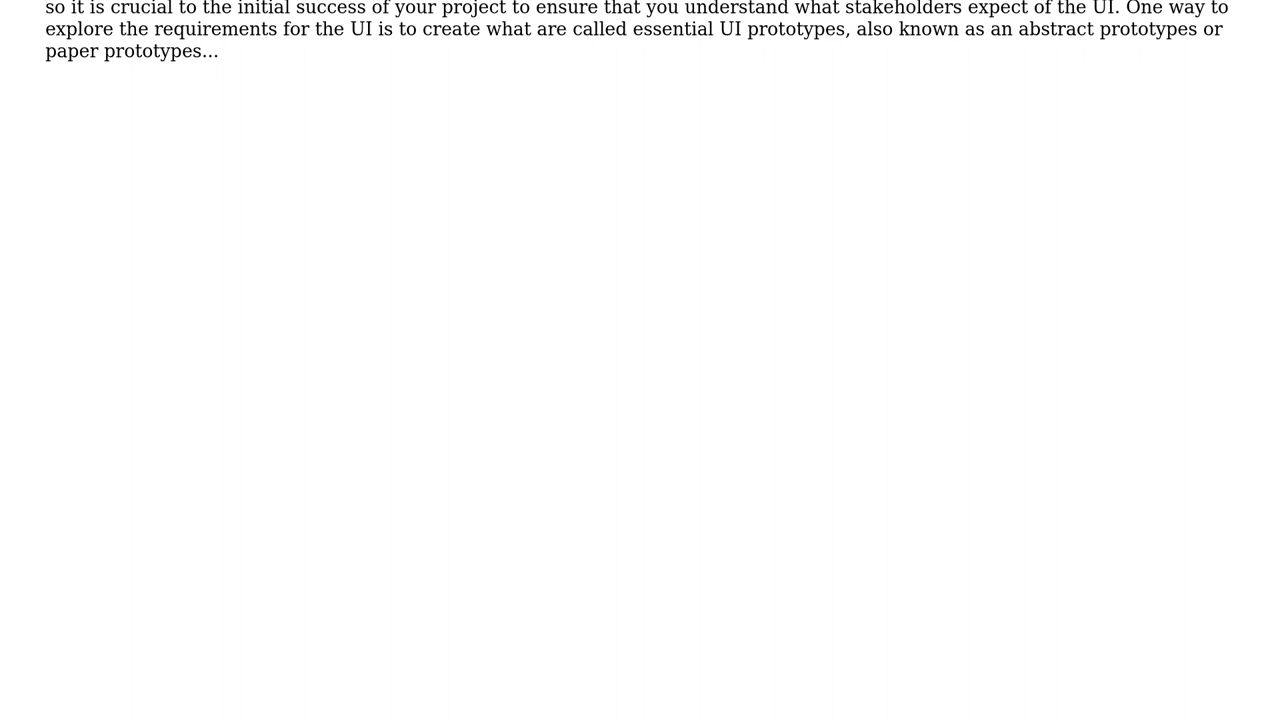 so it is crucial to the initial success of your project to ensure that you understand what stakeholders expect of the UI. One way to
explore the requirements for the UI is to create what are called essential UI prototypes, also known as an abstract prototypes or
paper prototypes...